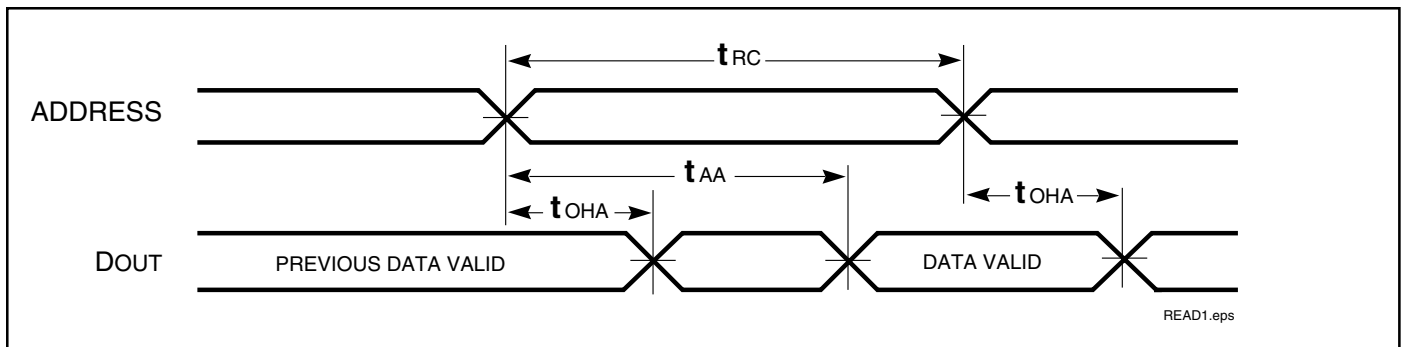 tRC
ADDRESS
tAA
tOHA
tOHA
DOUT
PREVIOUS DATA VALID
DATA VALID
READ1.eps